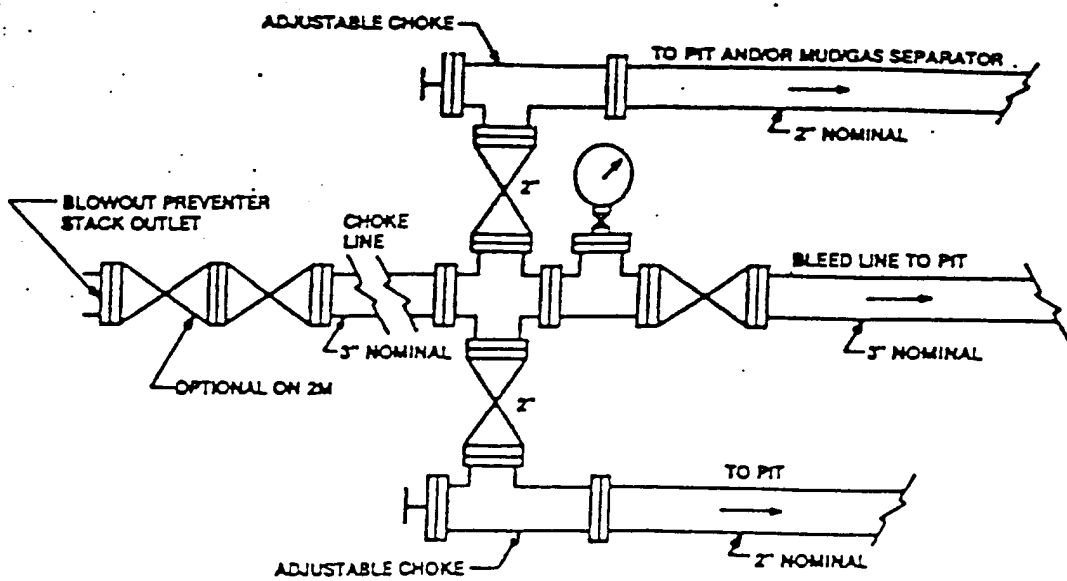 ADJUSTABLE CHOKE
TO PIT AND/OR MUD/GAS SEPARATOR
2" NOMINAL
2"
BLOWOUT PREVENTER
STACK OUTLET
CHOKE
LINE
BLEED LINE TO PIT
3" NOMINAL
3" NOMINAL
OPTIONAL ON 2M
2"
TO PIT
2" NOMINAL
ADJUSTABLE CHOKE